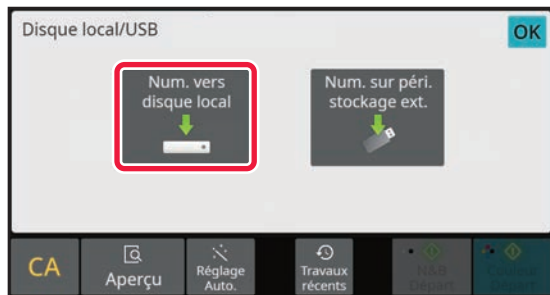 Disque local/USB
OK
Num. vers
disque local
Num. sur péri.
stockage ext.
CA
Aperçu
Réglage
Auto.
Travaux
récents
N&B
Départ
Couleur
Départ